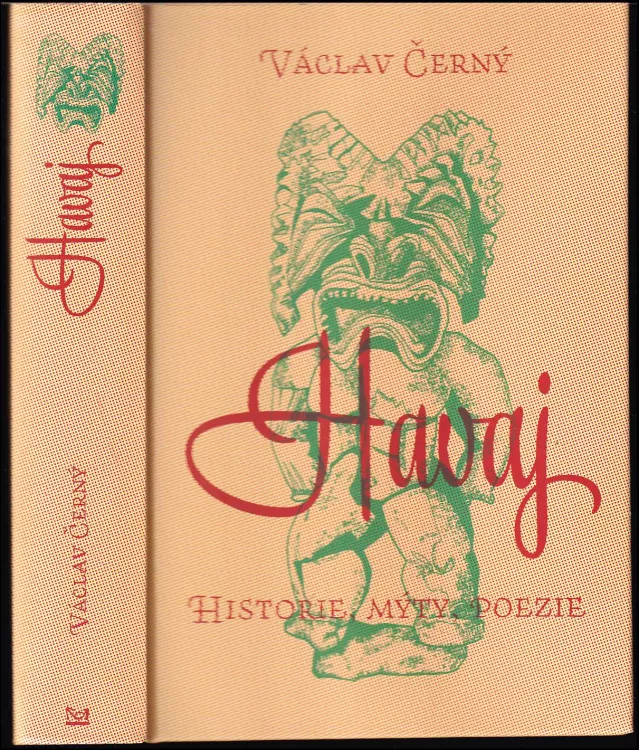 Václav Černý
Havaj
Historie, mýty, poezie
Havaj
Václav Černý